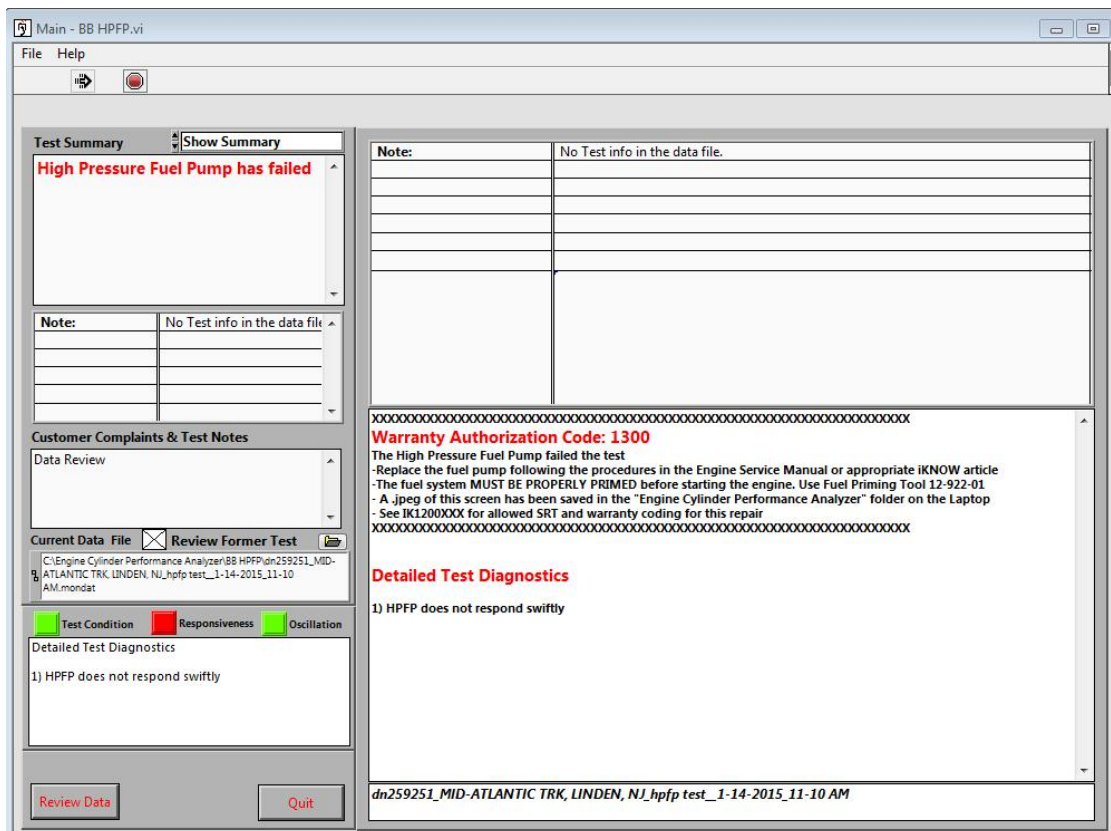 Main - BB HPFP.vi
File Help
Test Summary
Show Summary
High Pressure Fuel Pump has failed
Note: No Test info in the data file
Customer Complaints & Test Notes
Data Review
Current Data File Review Former Test
C:\Engine Cylinder Performance Analyzer\BB HPFP\dn259251_MID-
ATLANTIC TRK, LINDEN, NJ_hpfp test__1-14-2015_11-10
AM.mondat
Test Condition Responsiveness Oscillation
Detailed Test Diagnostics
1) HPFP does not respond swiftly
Review Data
Quit
Note: No Test info in the data file.
XXXXXXXXXXXXXXXXXXXXXXXXXXXXXXXXXXXXXXXXXXXXXXXXXXXXXXXXXXXXXXXXXXXXXX
Warranty Authorization Code: 1300
The High Pressure Fuel Pump failed the test
-Replace the fuel pump following the procedures in the Engine Service Manual or appropriate iKNOW article
-The fuel system MUST BE PROPERLY PRIMED before starting the engine. Use Fuel Priming Tool 12-922-01
- A .jpeg of this screen has been saved in the "Engine Cylinder Performance Analyzer" folder on the Laptop
- See IK1200XXX for allowed SRT and warranty coding for this repair
XXXXXXXXXXXXXXXXXXXXXXXXXXXXXXXXXXXXXXXXXXXXXXXXXXXXXXXXXXXXXXXXXXXXXX
Detailed Test Diagnostics
1) HPFP does not respond swiftly
dn259251_MID-ATLANTIC TRK, LINDEN, NJ_hpfp test__1-14-2015_11-10 AM